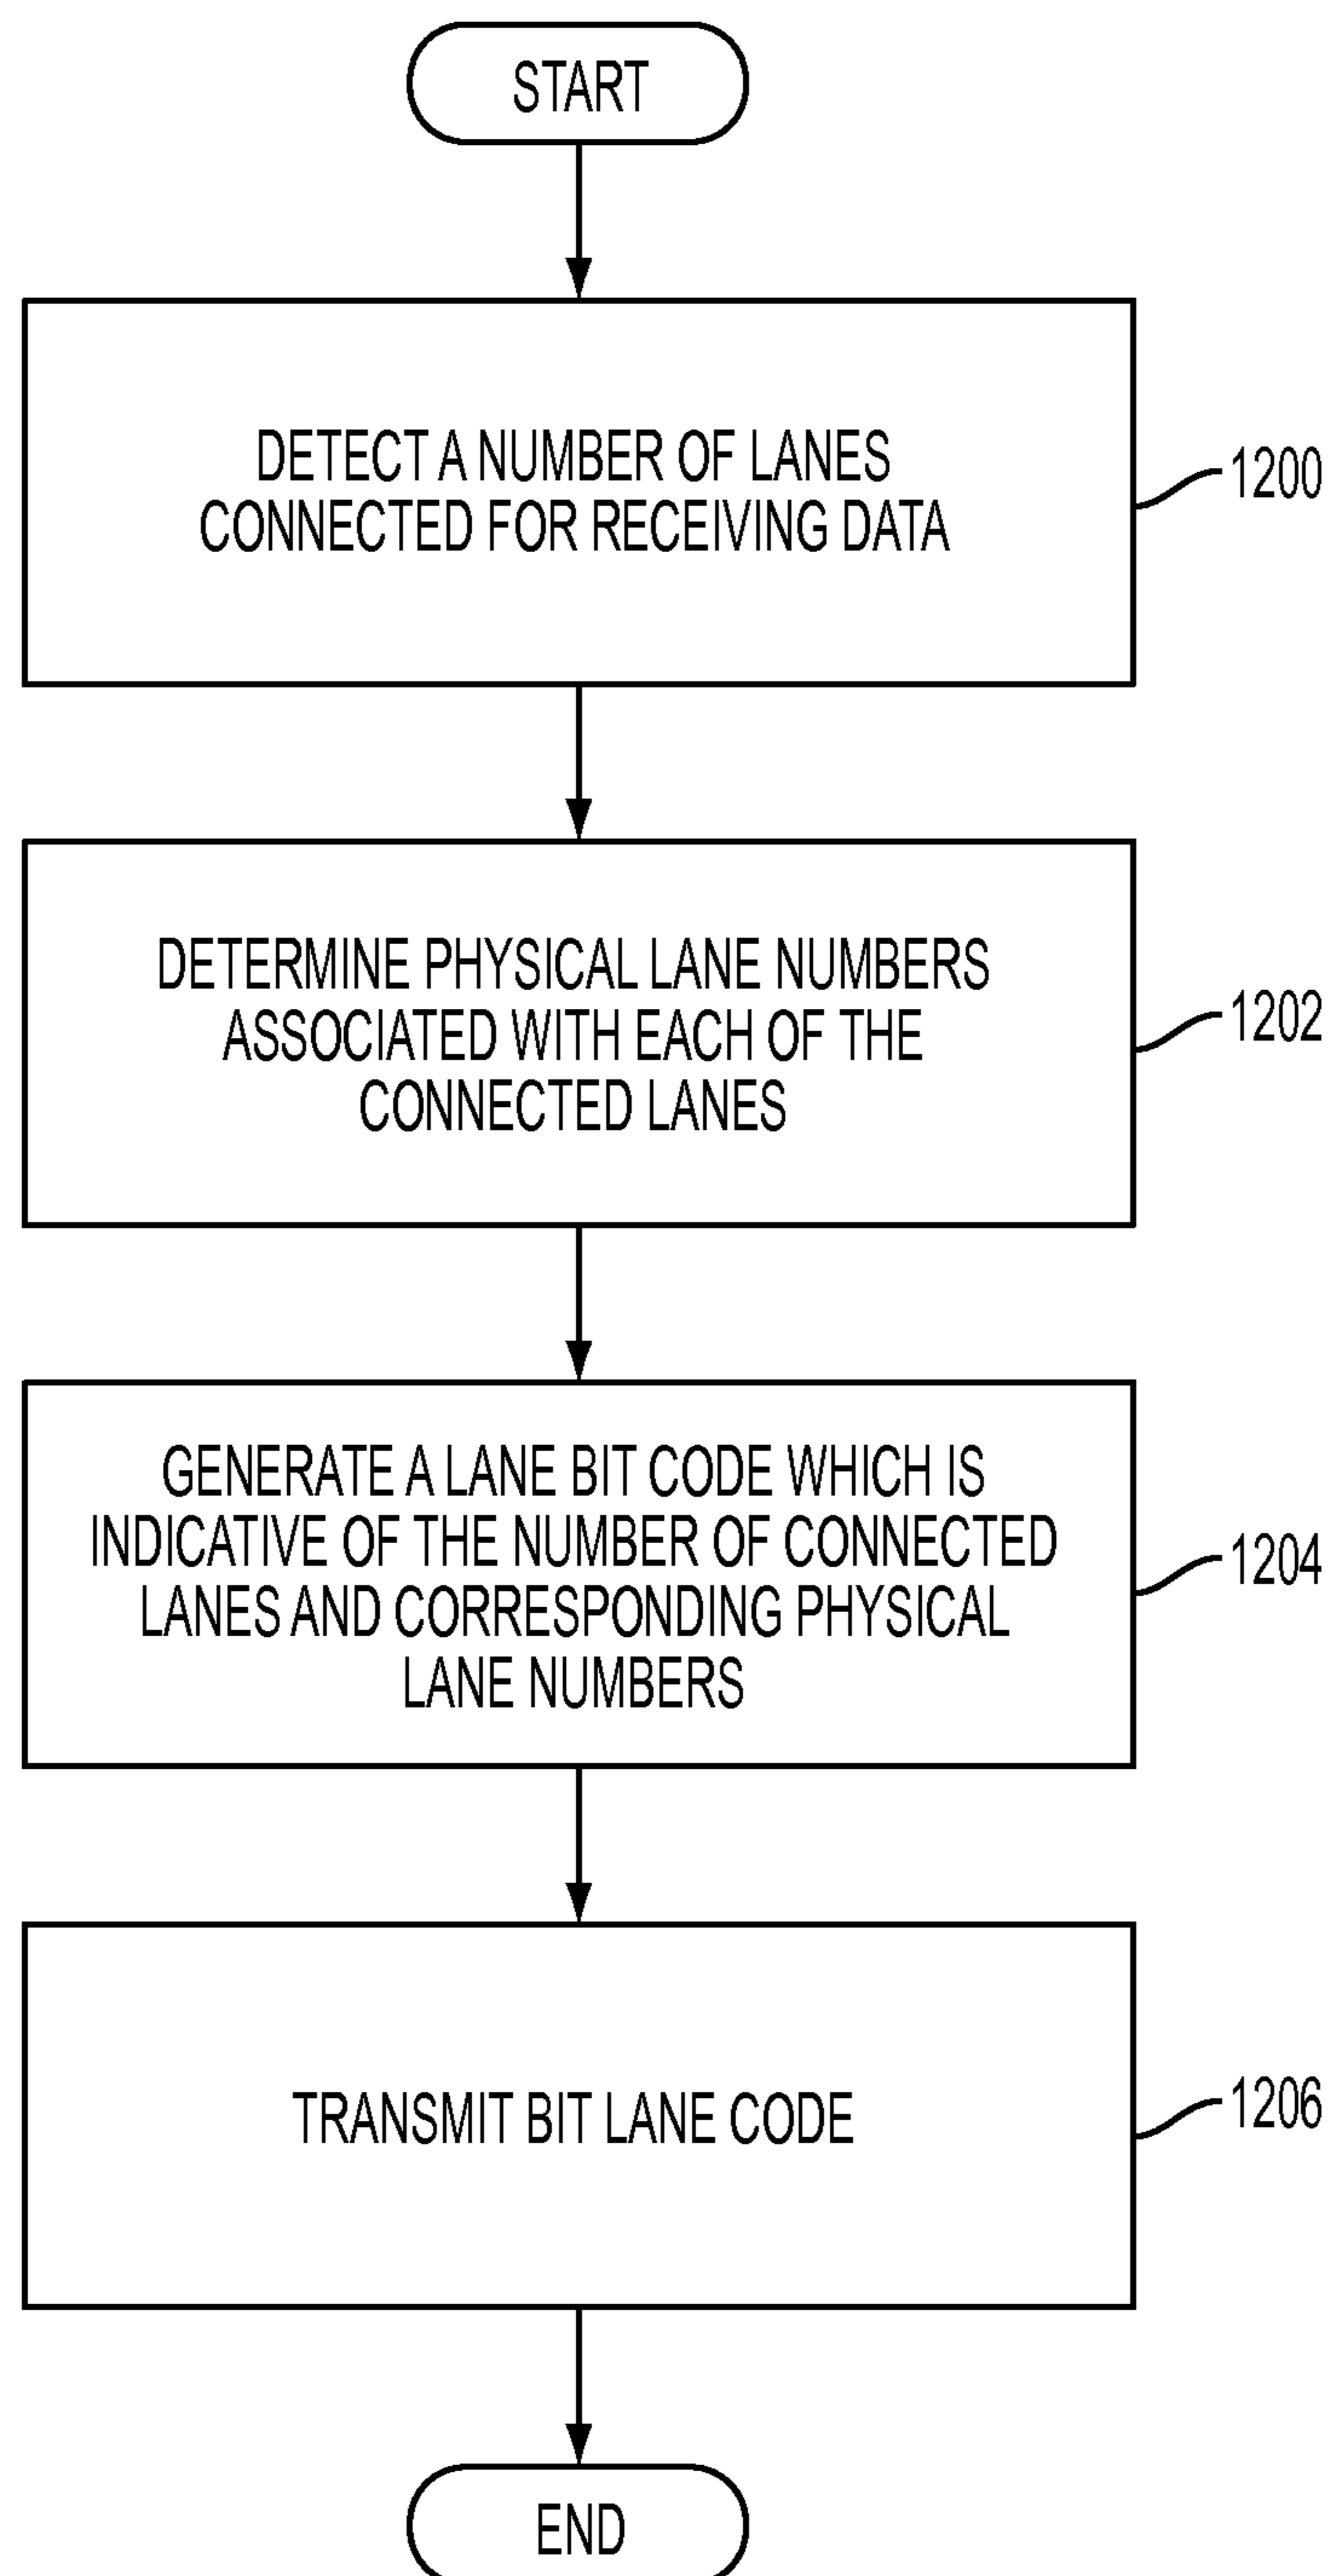 START
DETECT A NUMBER OF LANES
CONNECTED FOR RECEIVING DATA
1200
DETERMINE PHYSICAL LANE NUMBERS
ASSOCIATED WITH EACH OF THE
CONNECTED LANES
1202
GENERATE A LANE BIT CODE WHICH IS
INDICATIVE OF THE NUMBER OF CONNECTED
LANES AND CORRESPONDING PHYSICAL
LANE NUMBERS
1204
TRANSMIT BIT LANE CODE
1206
END